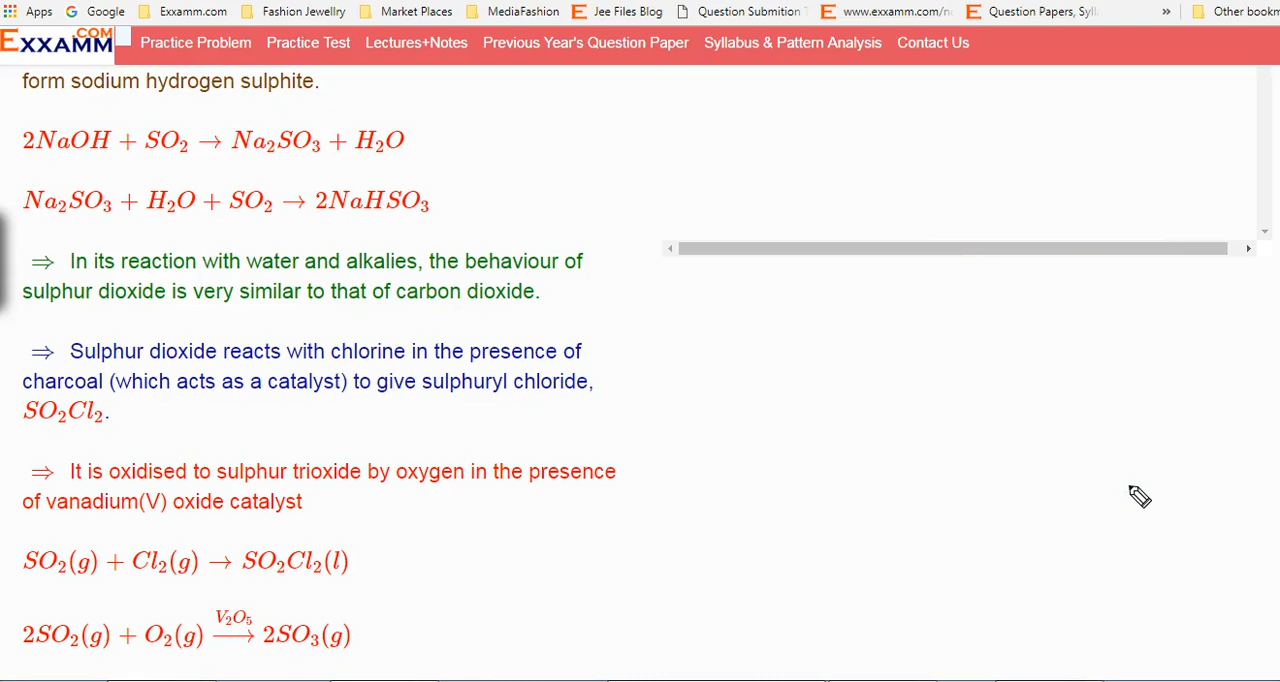 Apps Google Exxamm.com Fashion Jewellry Market Places MediaFashion Jee Files Blog Question Submition www.exxamm.com/ Question Papers, Syl » Other bookm
EXXAMM .COM Practice Problem Practice Test Lectures+Notes Previous Year's Question Paper Syllabus & Pattern Analysis Contact Us
form sodium hydrogen sulphite.
2NaOH + SO₂ → Na₂SO₃ + H₂O
Na₂SO₃ + H₂O + SO₂ → 2NaHSO₃
⇒ In its reaction with water and alkalies, the behaviour of
sulphur dioxide is very similar to that of carbon dioxide.
⇒ Sulphur dioxide reacts with chlorine in the presence of
charcoal (which acts as a catalyst) to give sulphuryl chloride,
SO₂Cl₂.
⇒ It is oxidised to sulphur trioxide by oxygen in the presence
of vanadium(V) oxide catalyst
SO₂(g) + Cl₂(g) → SO₂Cl₂(l)
V₂O₅
2SO₂(g) + O₂(g) ⟶ 2SO₃(g)